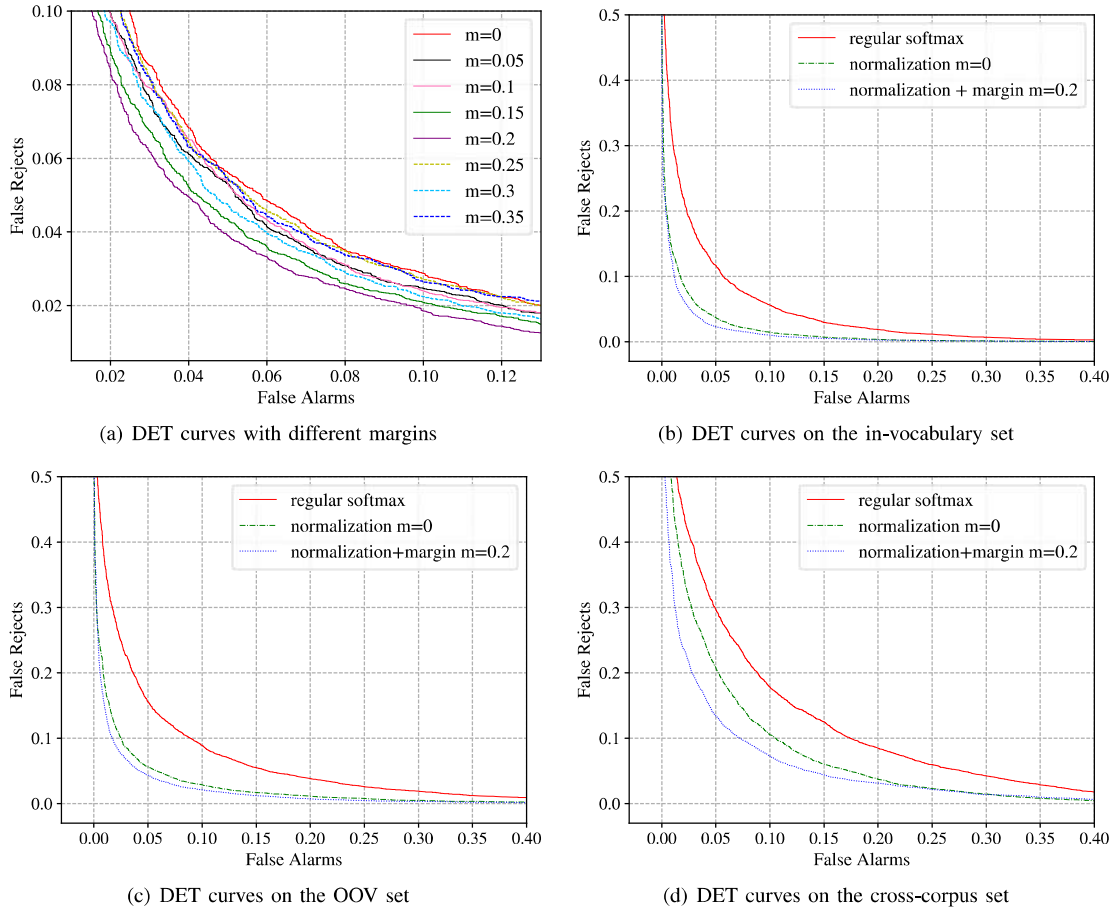 0.10
0.08
0.06
0.04
0.02
False Rejects
m=0
m=0.05
m=0.1
m=0.15
m=0.2
m=0.25
m=0.3
m=0.35
0.02 0.04 0.06 0.08 0.10 0.12
False Alarms
(a) DET curves with different margins
0.5
0.4
0.3
0.2
0.1
0.0
False Rejects
regular softmax
normalization m=0
normalization + margin m=0.2
0.00 0.05 0.10 0.15 0.20 0.25 0.30 0.35 0.40
False Alarms
(b) DET curves on the in-vocabulary set
0.5
0.4
0.3
0.2
0.1
0.0
False Rejects
regular softmax
normalization m=0
normalization+margin m=0.2
0.00 0.05 0.10 0.15 0.20 0.25 0.30 0.35 0.40
False Alarms
(c) DET curves on the OOV set
0.5
0.4
0.3
0.2
0.1
0.0
False Rejects
regular softmax
normalization m=0
normalization+margin m=0.2
0.00 0.05 0.10 0.15 0.20 0.25 0.30 0.35 0.40
False Alarms
(d) DET curves on the cross-corpus set